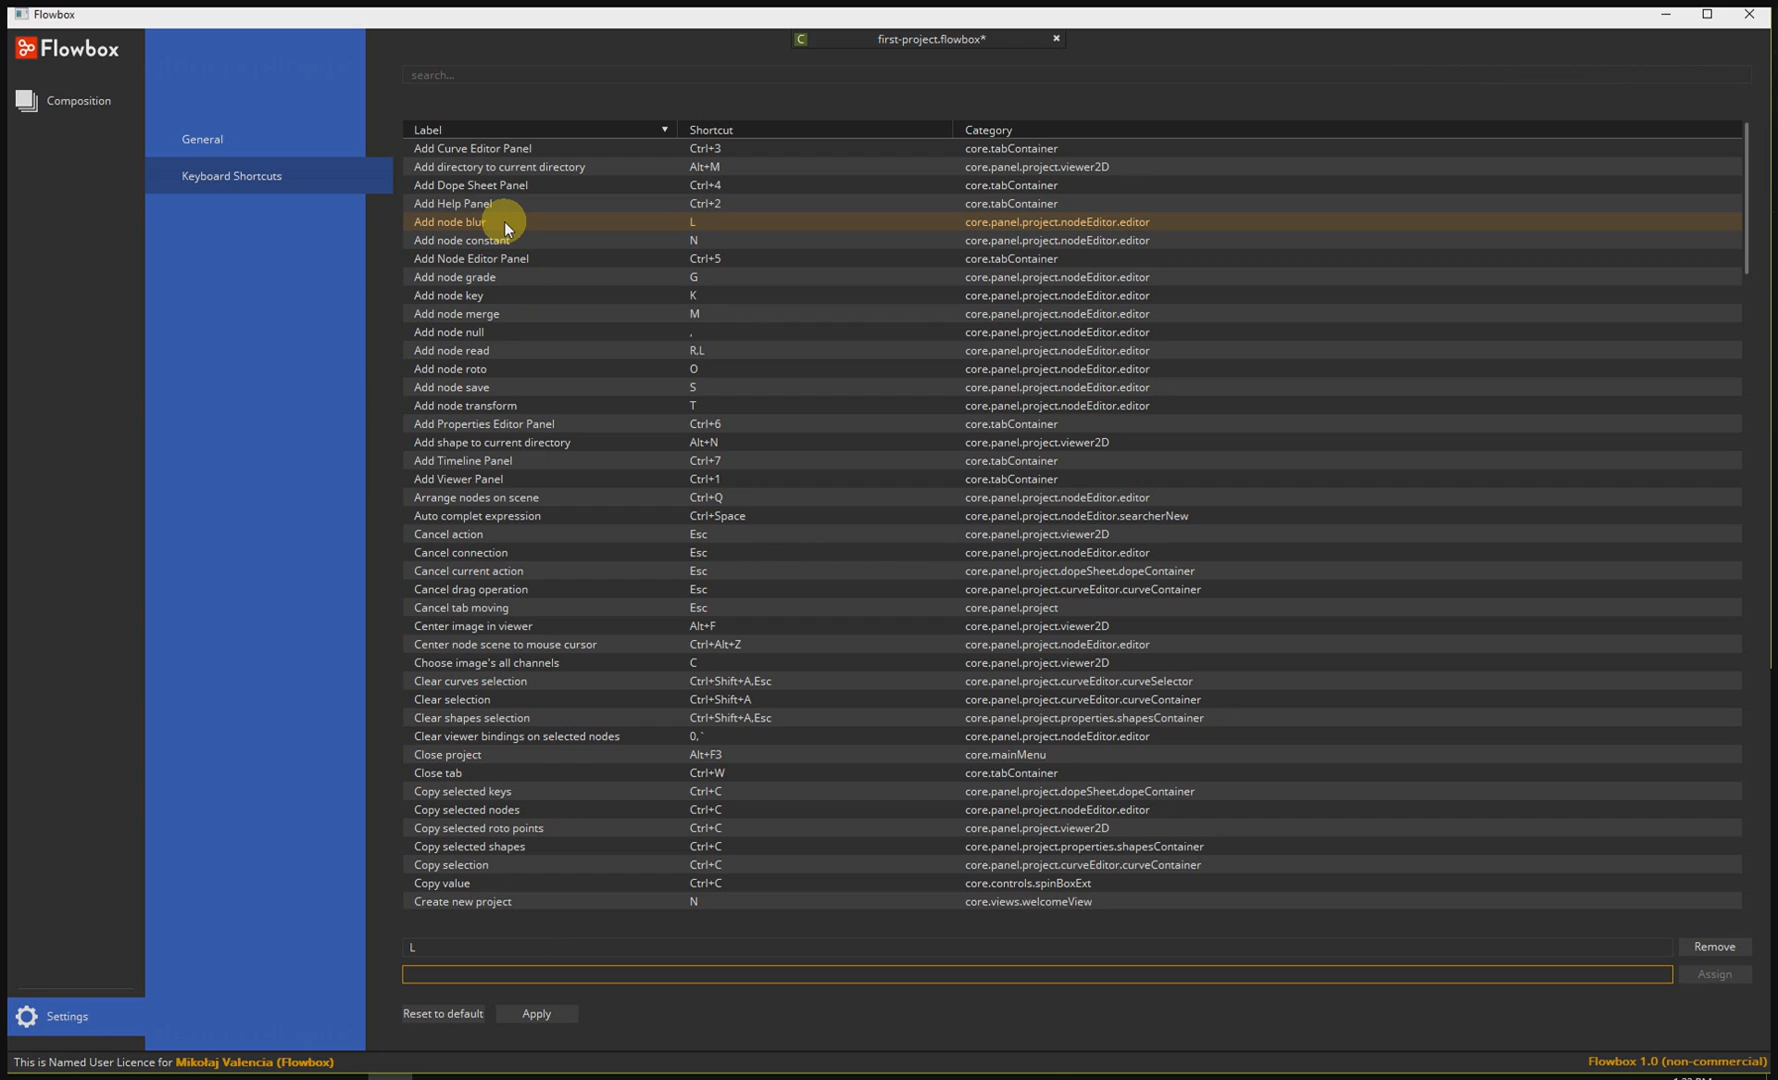 Flowbox
Flowbox
C first-project.flowbox*
search...
Composition
General
Keyboard Shortcuts
Label Shortcut Category
Add Curve Editor Panel Ctrl+3 core.tabContainer
Add directory to current directory Alt+M core.panel.project.viewer2D
Add Dope Sheet Panel Ctrl+4 core.tabContainer
Add Help Panel Ctrl+2 core.tabContainer
Add node blur L core.panel.project.nodeEditor.editor
Add node constant N core.panel.project.nodeEditor.editor
Add Node Editor Panel Ctrl+5 core.tabContainer
Add node grade G core.panel.project.nodeEditor.editor
Add node key K core.panel.project.nodeEditor.editor
Add node merge M core.panel.project.nodeEditor.editor
Add node null , core.panel.project.nodeEditor.editor
Add node read R,L core.panel.project.nodeEditor.editor
Add node roto O core.panel.project.nodeEditor.editor
Add node save S core.panel.project.nodeEditor.editor
Add node transform T core.panel.project.nodeEditor.editor
Add Properties Editor Panel Ctrl+6 core.tabContainer
Add shape to current directory Alt+N core.panel.project.viewer2D
Add Timeline Panel Ctrl+7 core.tabContainer
Add Viewer Panel Ctrl+1 core.tabContainer
Arrange nodes on scene Ctrl+Q core.panel.project.nodeEditor.editor
Auto complet expression Ctrl+Space core.panel.project.nodeEditor.searcherNew
Cancel action Esc core.panel.project.viewer2D
Cancel connection Esc core.panel.project.nodeEditor.editor
Cancel current action Esc core.panel.project.dopeSheet.dopeContainer
Cancel drag operation Esc core.panel.project.curveEditor.curveContainer
Cancel tab moving Esc core.panel.project
Center image in viewer Alt+F core.panel.project.viewer2D
Center node scene to mouse cursor Ctrl+Alt+Z core.panel.project.nodeEditor.editor
Choose image's all channels C core.panel.project.viewer2D
Clear curves selection Ctrl+Shift+A,Esc core.panel.project.curveEditor.curveSelector
Clear selection Ctrl+Shift+A core.panel.project.curveEditor.curveContainer
Clear shapes selection Ctrl+Shift+A,Esc core.panel.project.properties.shapesContainer
Clear viewer bindings on selected nodes 0,` core.panel.project.nodeEditor.editor
Close project Alt+F3 core.mainMenu
Close tab Ctrl+W core.tabContainer
Copy selected keys Ctrl+C core.panel.project.dopeSheet.dopeContainer
Copy selected nodes Ctrl+C core.panel.project.nodeEditor.editor
Copy selected roto points Ctrl+C core.panel.project.viewer2D
Copy selected shapes Ctrl+C core.panel.project.properties.shapesContainer
Copy selection Ctrl+C core.panel.project.curveEditor.curveContainer
Copy value Ctrl+C core.controls.spinBoxExt
Create new project N core.views.welcomeView
L Remove
Assign
Reset to default Apply
Settings
This is Named User Licence for Mikołaj Valencia (Flowbox) Flowbox 1.0 (non-commercial)